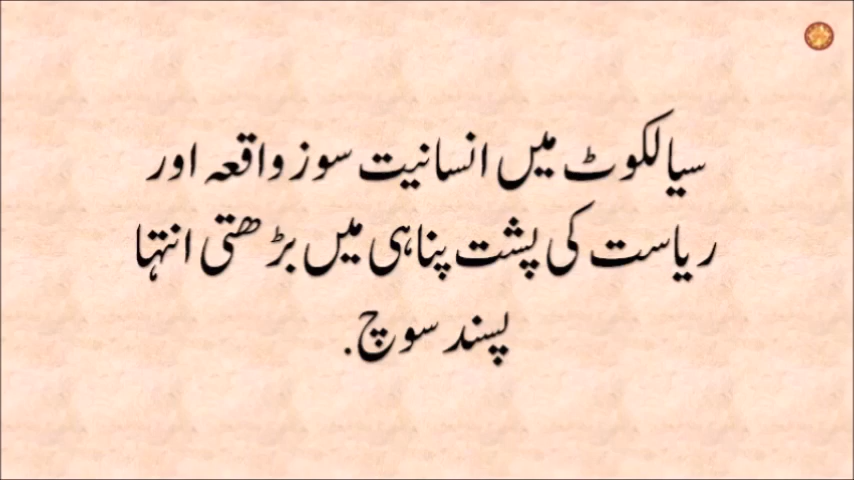 سیالکوٹ میں انسانیت سوز واقعہ اور
ریاست کی پشت پناہی میں بڑھتی انتہا
پسند سوچ.